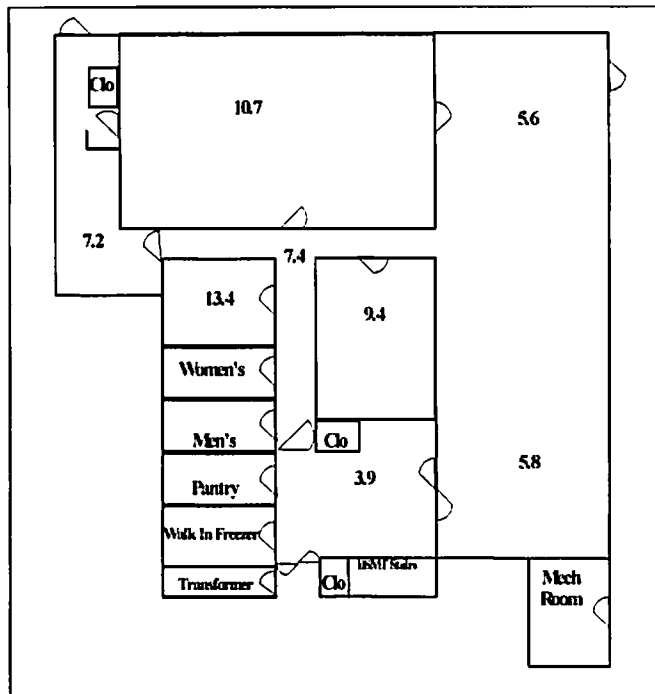 Clo
10.7
5.6
7.2
7.4
13.4
9.4
Women's
Men's
Clo
3.9
5.8
Pantry
Walk In Freezer
Transformer
Clo
Stairs
Mech
Room